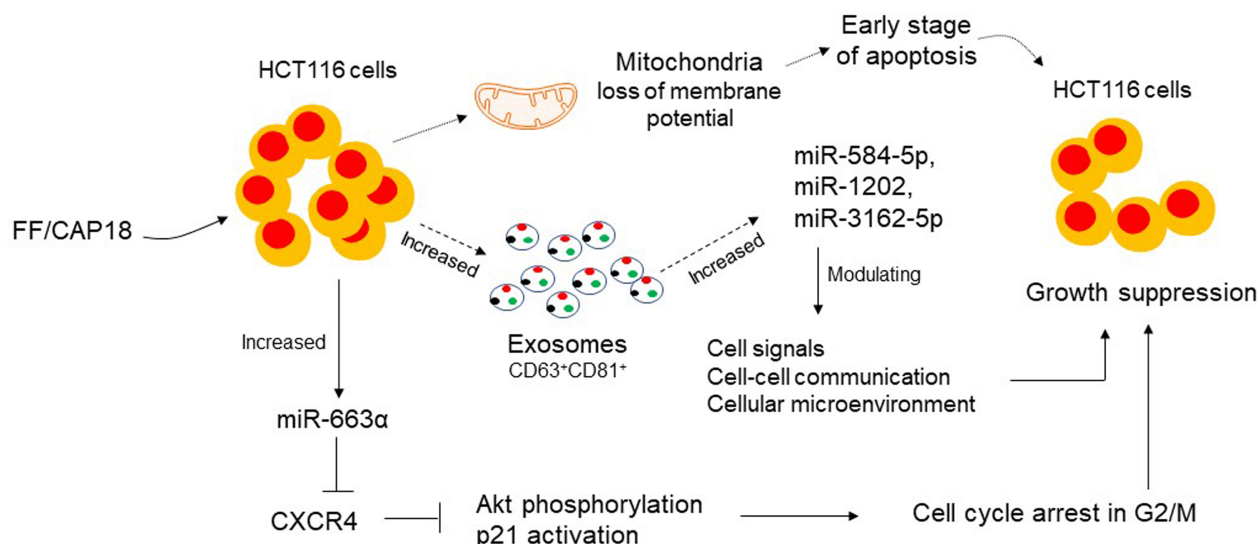 HCT116 cells
Mitochondria
loss of membrane
potential
Early stage
of apoptosis
HCT116 cells
FF/CAP18
Increased
Exosomes
CD63⁺CD81⁺
Increased
miR-584-5p,
miR-1202,
miR-3162-5p
Modulating
Cell signals
Cell-cell communication
Cellular microenvironment
Growth suppression
Increased
miR-663α
CXCR4
Akt phosphorylation
p21 activation
Cell cycle arrest in G2/M